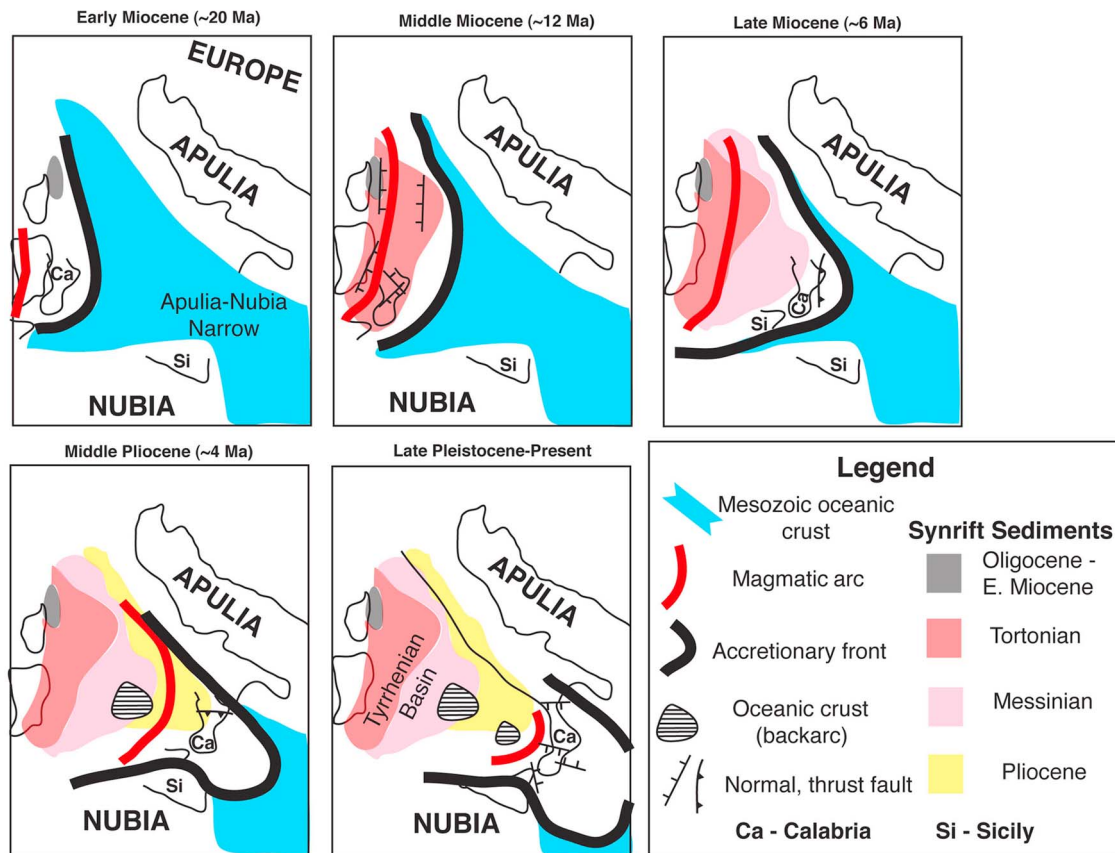 Early Miocene (~20 Ma)
EUROPE
APULIA
Ca
Apulia-Nubia
Narrow
Si
NUBIA
Middle Miocene (~12 Ma)
APULIA
NUBIA
Si
Late Miocene (~6 Ma)
APULIA
Ca
Si
Si
Middle Pliocene (~4 Ma)
APULIA
Ca
Si
NUBIA
Late Pleistocene-Present
APULIA
Tyrrhenian
Basin
Ca
NUBIA
Legend
Mesozoic oceanic
crust
Magmatic arc
Accretionary front
Oceanic crust
(backarc)
Normal, thrust fault
Ca - Calabria
Synrift Sediments
Oligocene -
E. Miocene
Tortonian
Messinian
Pliocene
Si - Sicily